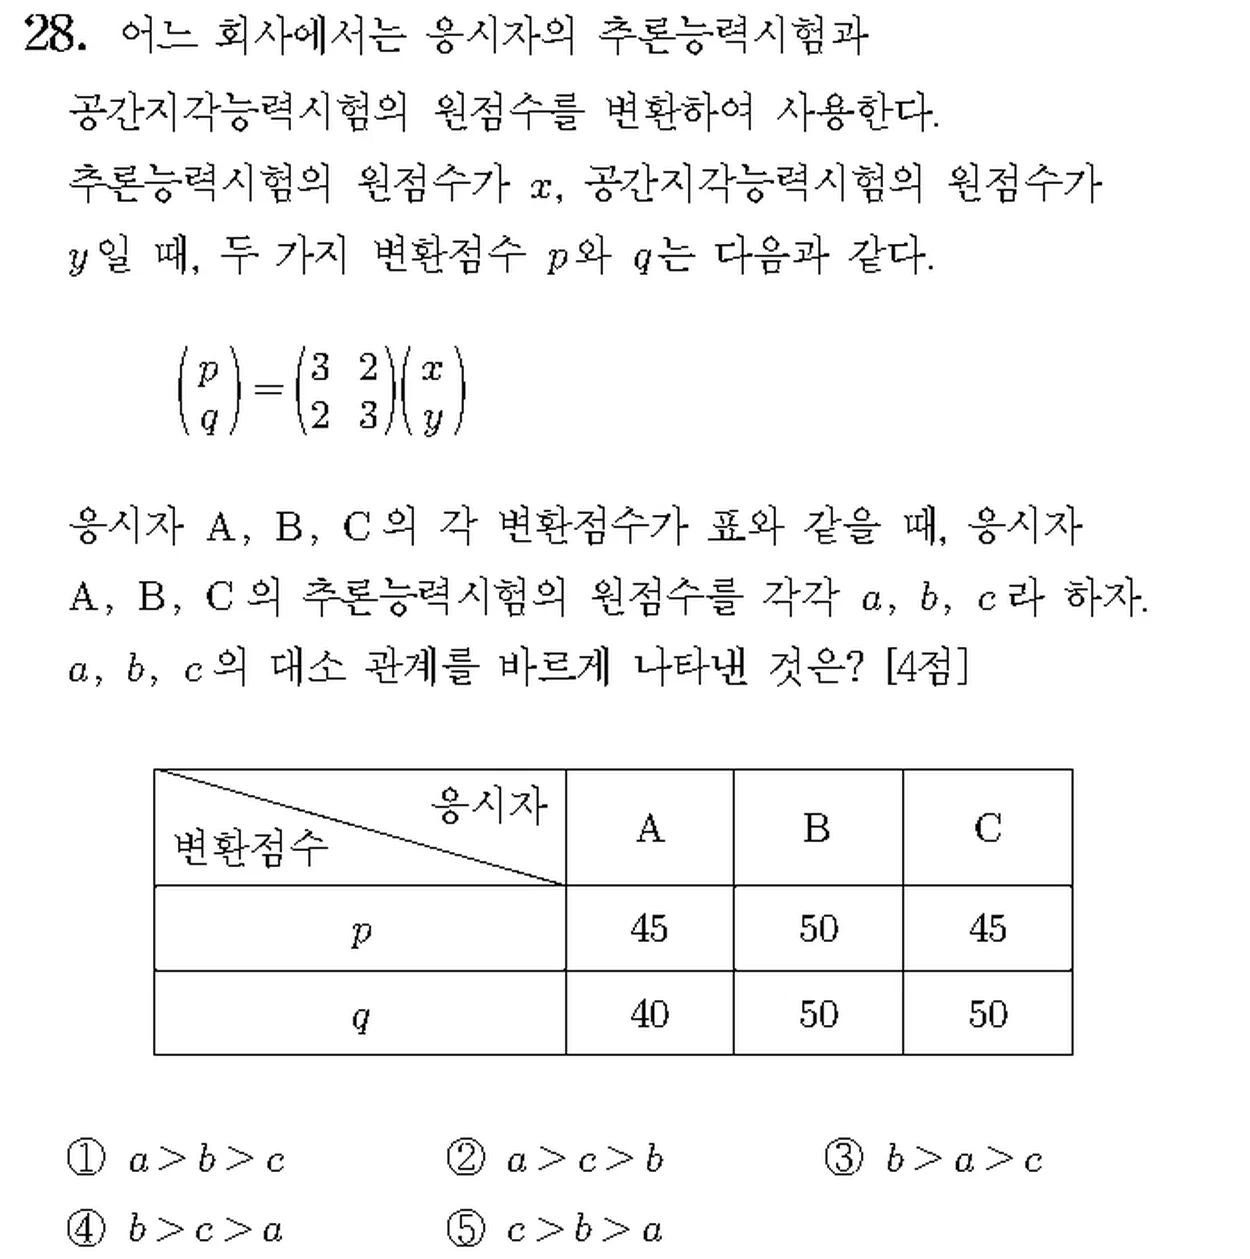 28. 어느 회사에서는 응시자의 추론능력시험과
공간지각능력시험의 원점수를 변환하여 사용한다.
추론능력시험의 원점수가 x, 공간지각능력시험의 원점수가
y일 때, 두 가지 변환점수 p와 q는 다음과 같다.
(p q) = (3 2 2 3)(x y)
응시자 A, B, C의 각 변환점수가 표와 같을 때, 응시자
A, B, C의 추론능력시험의 원점수를 각각 a, b, c라 하자.
a, b, c의 대소 관계를 바르게 나타낸 것은? [4점]
변환점수 응시자 A B C
p 45 50 45
q 40 50 50
① a > b > c ② a > c > b ③ b > a > c
④ b > c > a ⑤ c > b > a